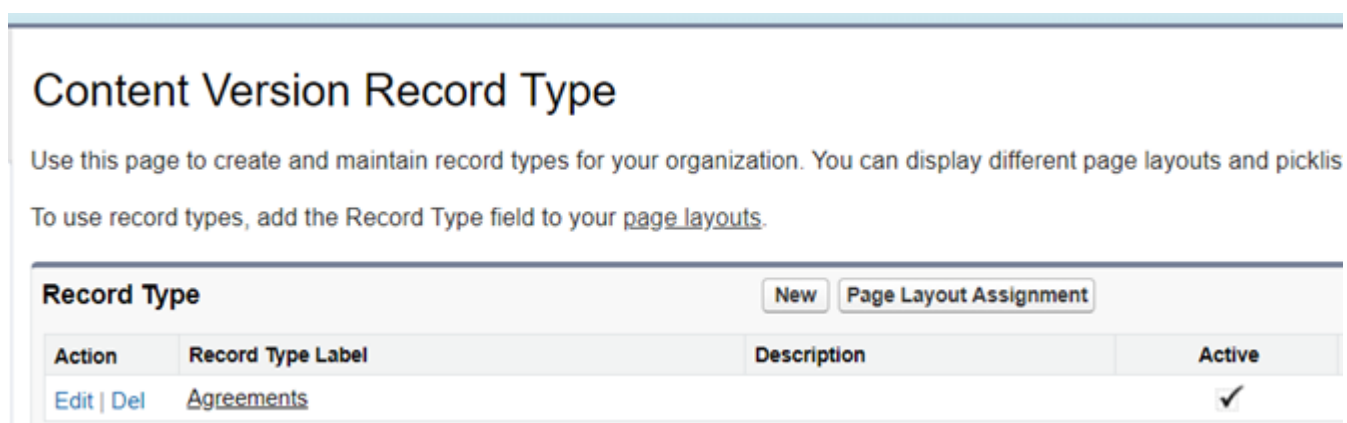 Content Version Record Type
Use this page to create and maintain record types for your organization. You can display different page layouts and picklis
To use record types, add the Record Type field to your page layouts.
Record Type New Page Layout Assignment
Action Record Type Label Description Active
Edit | Del Agreements